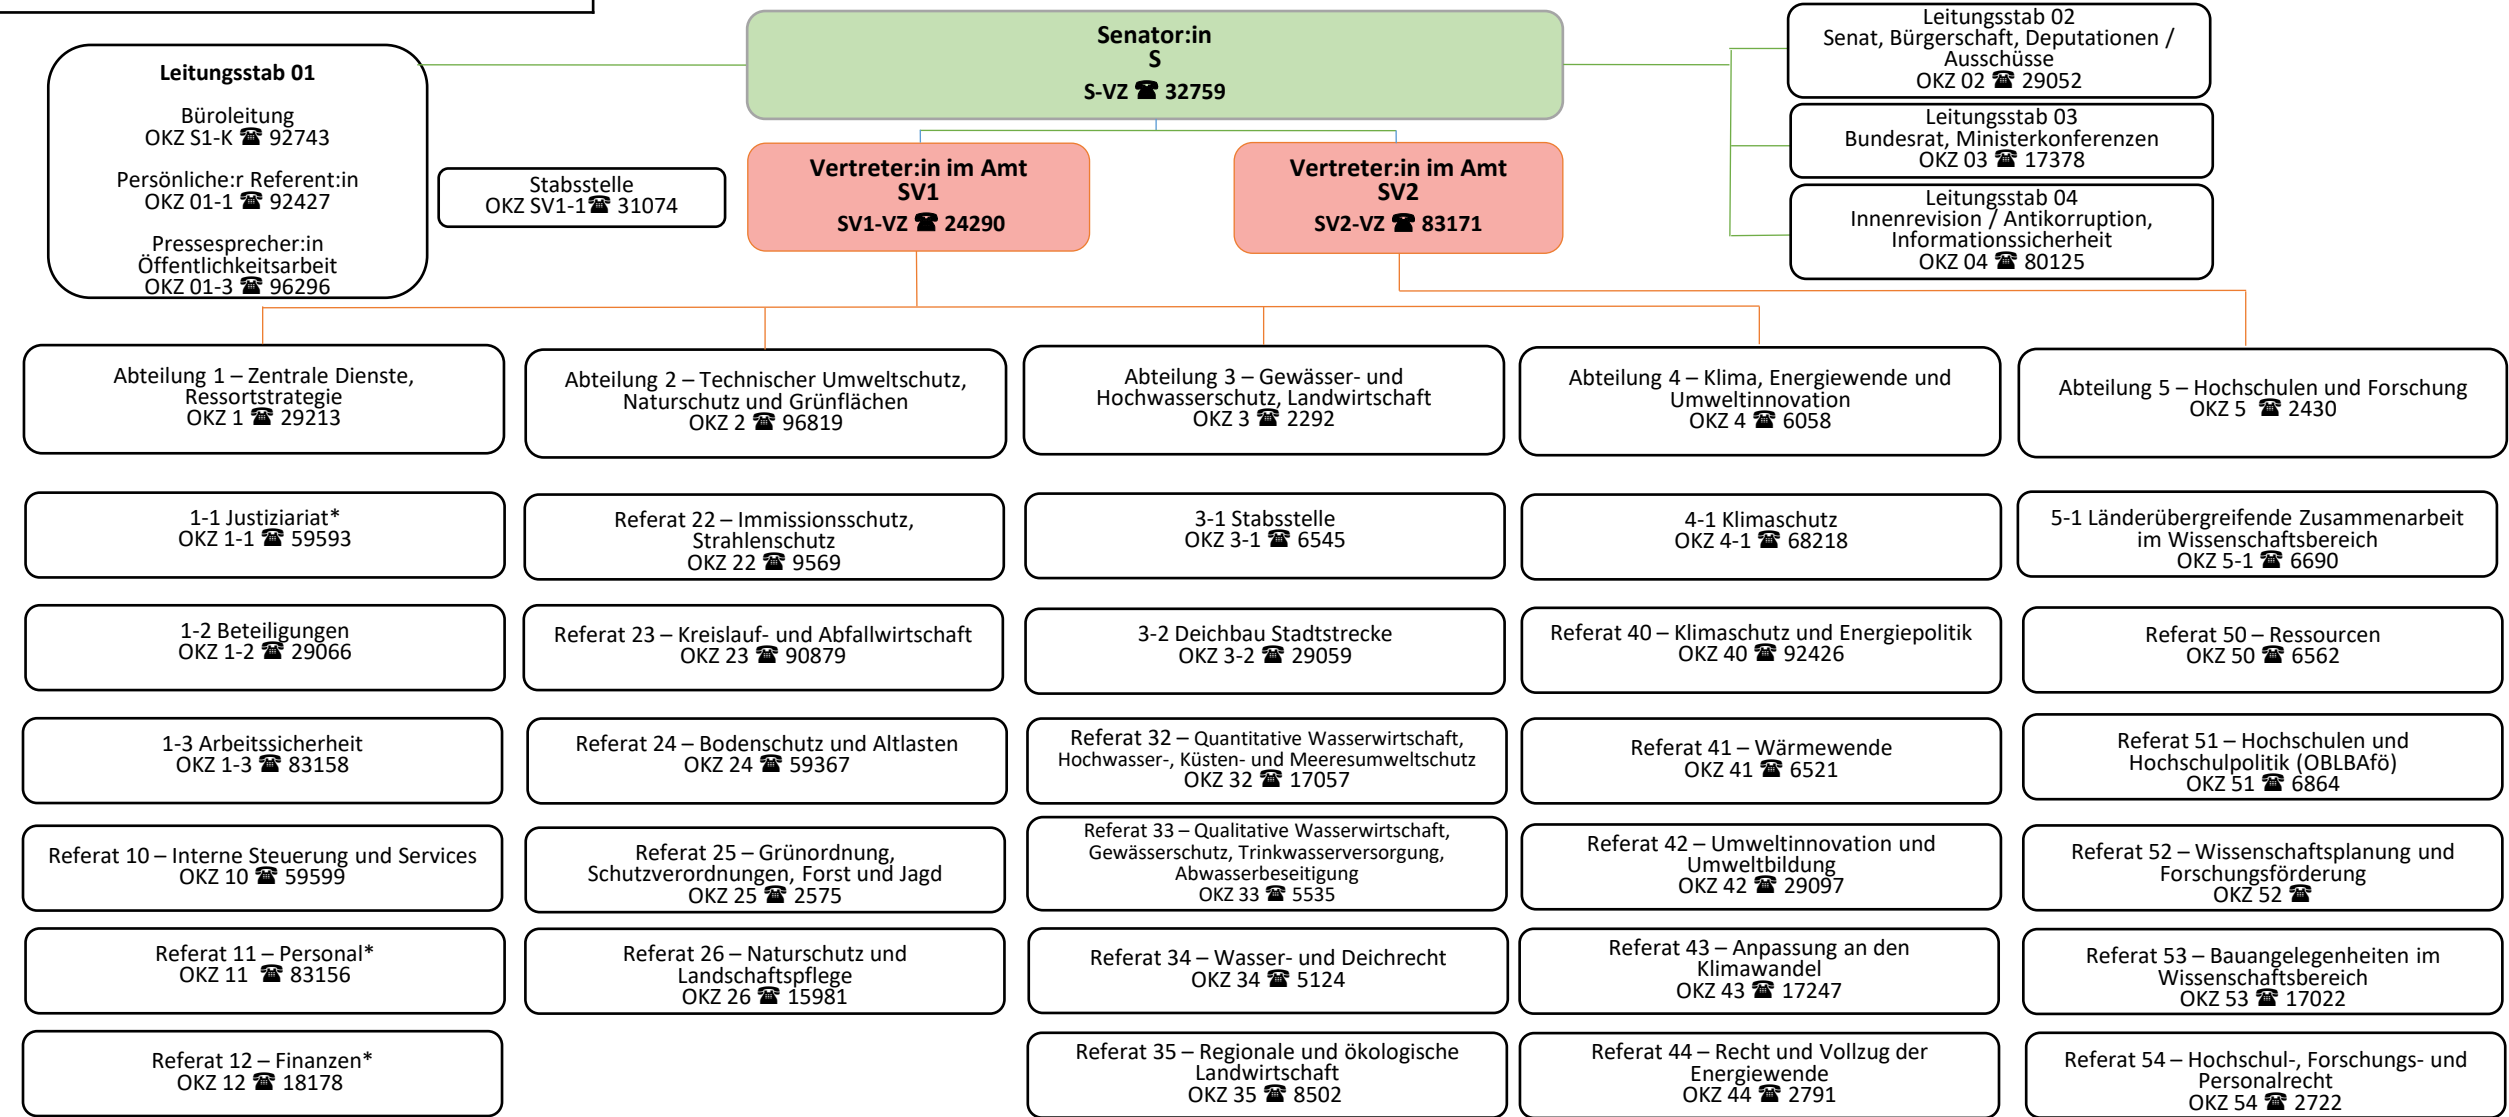 Senator:in
S
S-VZ ☎ 32759
Leitungsstab 01
Büroleitung
OKZ S1-K ☎ 92743
Persönliche:r Referent:in
OKZ 01-1 ☎ 92427
Pressesprecher:in
Öffentlichkeitsarbeit
OKZ 01-3 ☎ 96296
Leitungsstab 02
Senat, Bürgerschaft, Deputationen /
Ausschüsse
OKZ 02 ☎ 29052
Leitungsstab 03
Bundesrat, Ministerkonferenzen
OKZ 03 ☎ 17378
Leitungsstab 04
Innenrevision / Antikorruption,
Informationssicherheit
OKZ 04 ☎ 80125
Stabsstelle
OKZ SV1-1☎ 31074
Vertreter:in im Amt
SV1
SV1-VZ ☎ 24290
Vertreter:in im Amt
SV2
SV2-VZ ☎ 83171
Abteilung 1 – Zentrale Dienste,
Ressortstrategie
OKZ 1 ☎ 29213
1-1 Justiziariat*
OKZ 1-1 ☎ 59593
1-2 Beteiligungen
OKZ 1-2 ☎ 29066
1-3 Arbeitssicherheit
OKZ 1-3 ☎ 83158
Referat 10 – Interne Steuerung und Services
OKZ 10 ☎ 59599
Referat 11 – Personal*
OKZ 11 ☎ 83156
Referat 12 – Finanzen*
OKZ 12 ☎ 18178
Abteilung 2 – Technischer Umweltschutz,
Naturschutz und Grünflächen
OKZ 2 ☎ 96819
Referat 22 – Immissionsschutz,
Strahlenschutz
OKZ 22 ☎ 9569
Referat 23 – Kreislauf- und Abfallwirtschaft
OKZ 23 ☎ 90879
Referat 24 – Bodenschutz und Altlasten
OKZ 24 ☎ 59367
Referat 25 – Grünordnung,
Schutzverordnungen, Forst und Jagd
OKZ 25 ☎ 2575
Referat 26 – Naturschutz und
Landschaftspflege
OKZ 26 ☎ 15981
Abteilung 3 – Gewässer- und
Hochwasserschutz, Landwirtschaft
OKZ 3 ☎ 2292
3-1 Stabsstelle
OKZ 3-1 ☎ 6545
3-2 Deichbau Stadtstrecke
OKZ 3-2 ☎ 29059
Referat 32 – Quantitative Wasserwirtschaft,
Hochwasser-, Küsten- und Meeresumweltschutz
OKZ 32 ☎ 17057
Referat 33 – Qualitative Wasserwirtschaft,
Gewässerschutz, Trinkwasserversorgung,
Abwasserbeseitigung
OKZ 33 ☎ 5535
Referat 34 – Wasser- und Deichrecht
OKZ 34 ☎ 5124
Referat 35 – Regionale und ökologische
Landwirtschaft
OKZ 35 ☎ 8502
Abteilung 4 – Klima, Energiewende und
Umweltinnovation
OKZ 4 ☎ 6058
4-1 Klimaschutz
OKZ 4-1 ☎ 68218
Referat 40 – Klimaschutz und Energiepolitik
OKZ 40 ☎ 92426
Referat 41 – Wärmewende
OKZ 41 ☎ 6521
Referat 42 – Umweltinnovation und
Umweltbildung
OKZ 42 ☎ 29097
Referat 43 – Anpassung an den
Klimawandel
OKZ 43 ☎ 17247
Referat 44 – Recht und Vollzug der
Energiewende
OKZ 44 ☎ 2791
Abteilung 5 – Hochschulen und Forschung
OKZ 5 ☎ 2430
5-1 Länderübergreifende Zusammenarbeit
im Wissenschaftsbereich
OKZ 5-1 ☎ 6690
Referat 50 – Ressourcen
OKZ 50 ☎ 6562
Referat 51 – Hochschulen und
Hochschulpolitik (OBLBAfö)
OKZ 51 ☎ 6864
Referat 52 – Wissenschaftsplanung und
Forschungsförderung
OKZ 52 ☎
Referat 53 – Bauangelegenheiten im
Wissenschaftsbereich
OKZ 53 ☎ 17022
Referat 54 – Hochschul-, Forschungs- und
Personalrecht
OKZ 54 ☎ 2722